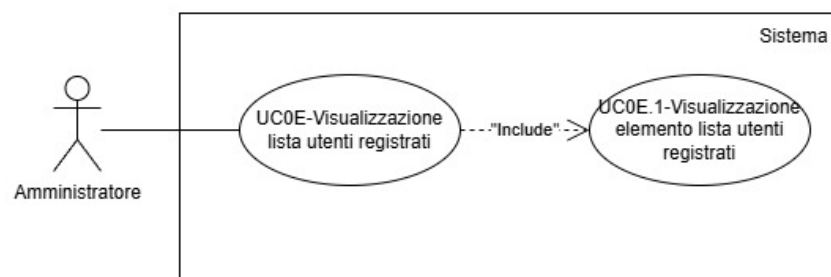 Sistema
UC0E-Visualizzazione
lista utenti registrati
"Include"
UC0E.1-Visualizzazione
elemento lista utenti
registrati
Amministratore